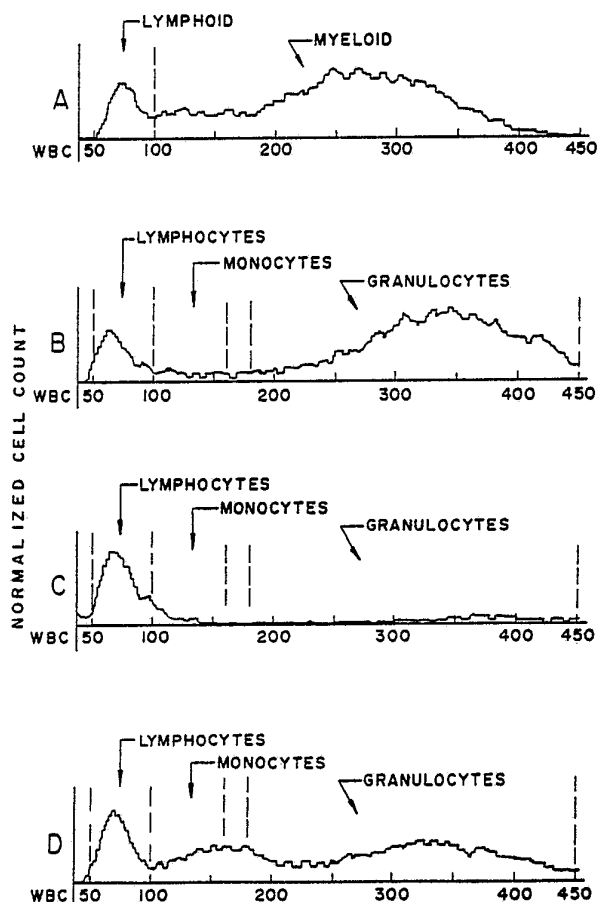 LYMPHOID
MYELOID
A
WBC 50 100 200 300 400 450
LYMPHOCYTES
MONOCYTES
GRANULOCYTES
B
WBC 50 100 200 300 400 450
NORMALIZED CELL COUNT
LYMPHOCYTES
MONOCYTES
GRANULOCYTES
C
WBC 50 100 200 300 400 450
LYMPHOCYTES
MONOCYTES
GRANULOCYTES
D
WBC 50 100 200 300 400 450